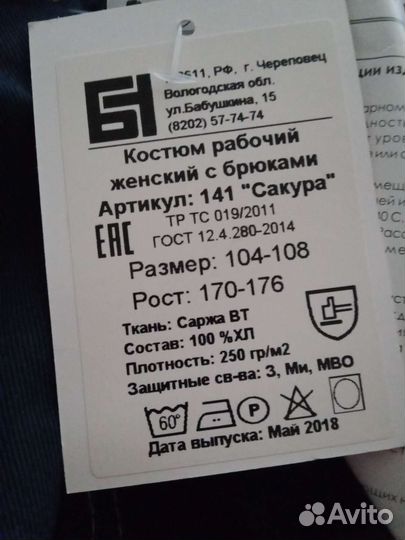 БI
2511, РФ, г. Череповец
Вологодская обл.
ул.Бабушкина, 15
(8202) 57-74-74
Костюм рабочий
женский с брюками
Артикул: 141 "Сакура"
ТР ТС 019/2011
EAC
ГОСТ 12.4.280-2014
Размер: 104-108
Рост: 170-176
Ткань: Саржа ВТ
Состав: 100 %ХЛ
Плотность: 250 гр/м2
Защитные св-ва: З, Ми, МВО
60° P
Дата выпуска: Май 2018
Avito